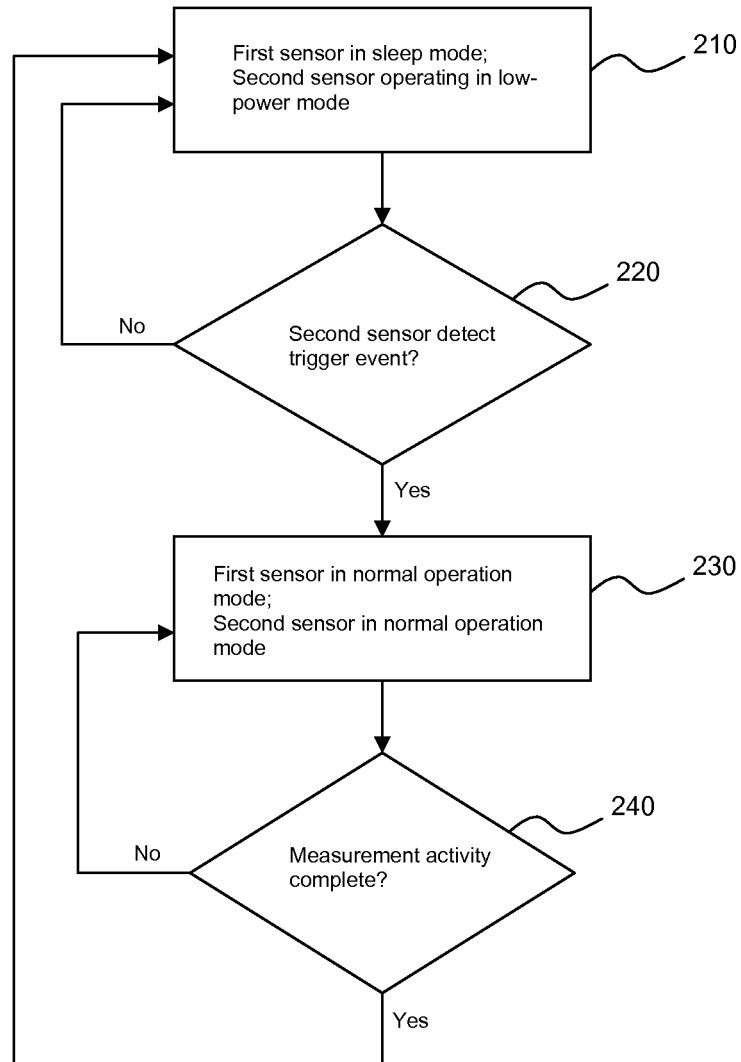 First sensor in sleep mode;
Second sensor operating in low-
power mode
210
220
No
Second sensor detect
trigger event?
Yes
230
First sensor in normal operation
mode;
Second sensor in normal operation
mode
240
No
Measurement activity
complete?
Yes